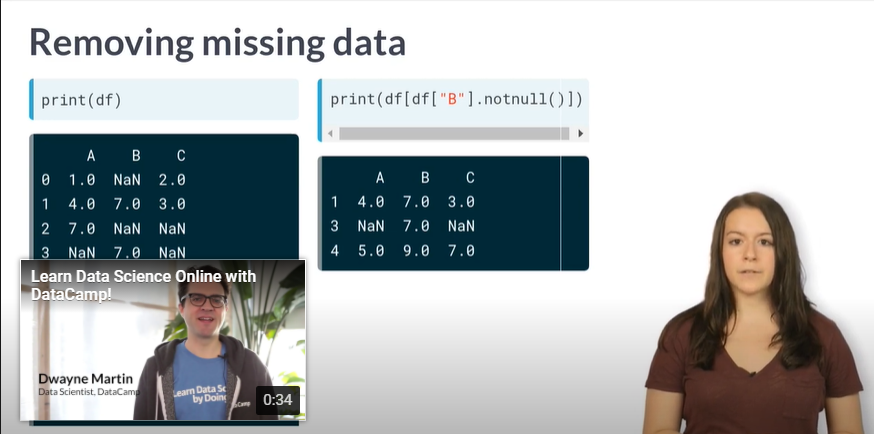 Removing missing data
print(df)
A B C
0 1.0 NaN 2.0
1 4.0 7.0 3.0
2 7.0 NaN NaN
3 NaN 7.0 NaN
print(df[df["B"].notnull()])
A B C
1 4.0 7.0 3.0
3 NaN 7.0 NaN
4 5.0 9.0 7.0
Learn Data Science Online with
DataCamp!
Dwayne Martin
Data Scientist, DataCamp
Learn Data Sc
by Doing
0:34